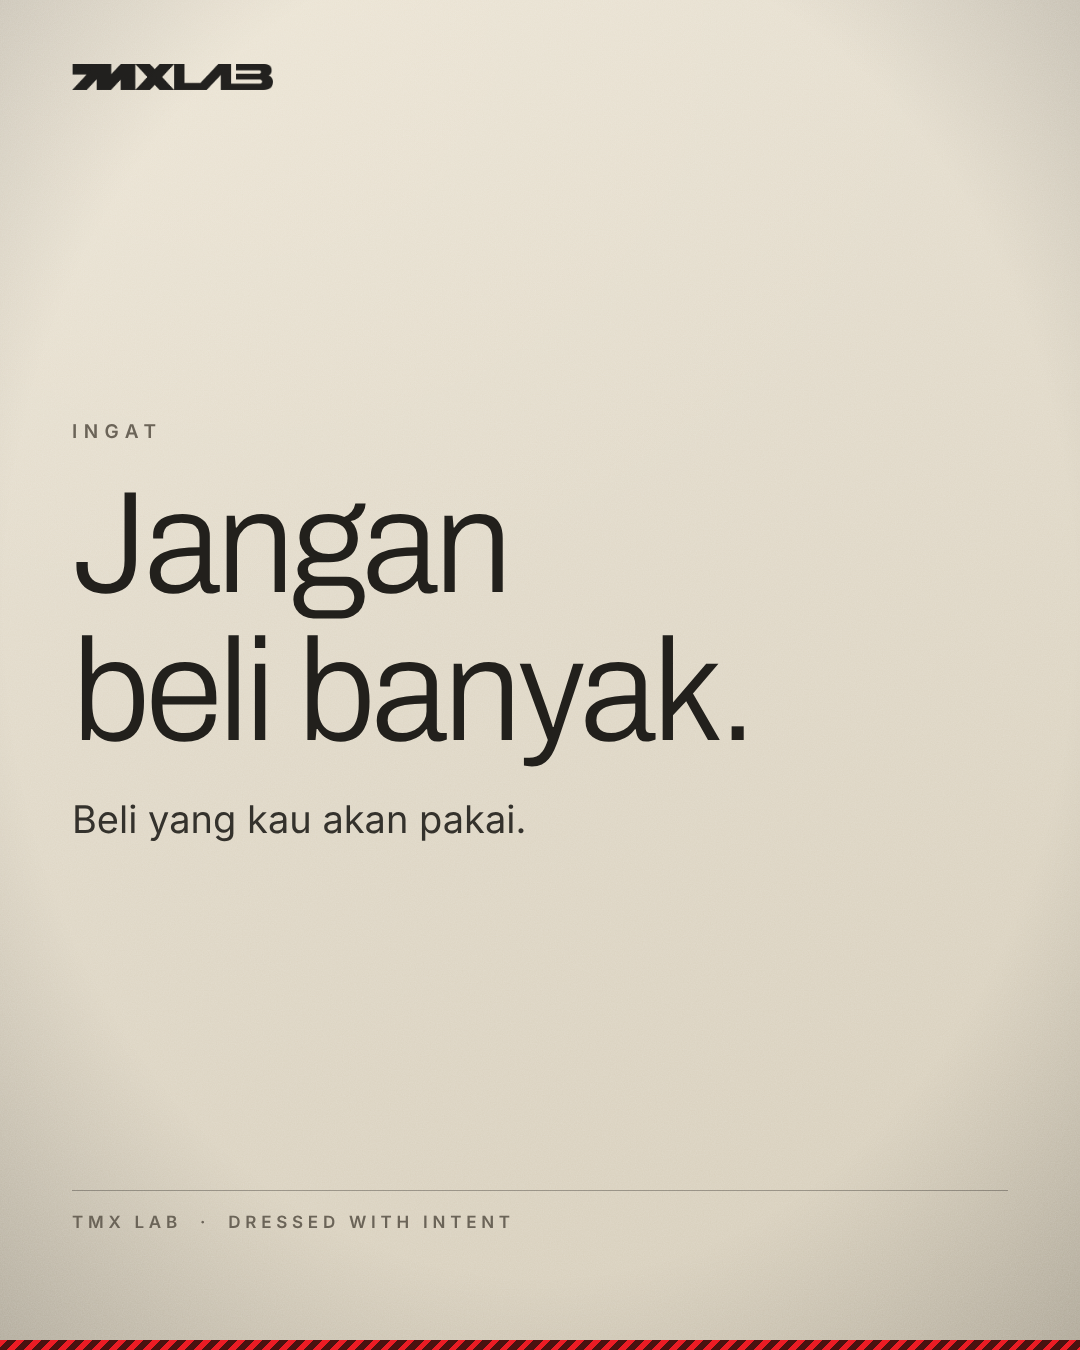 TMXLAB
INGAT
Jangan
beli banyak.
Beli yang kau akan pakai.
TMX LAB · DRESSED WITH INTENT